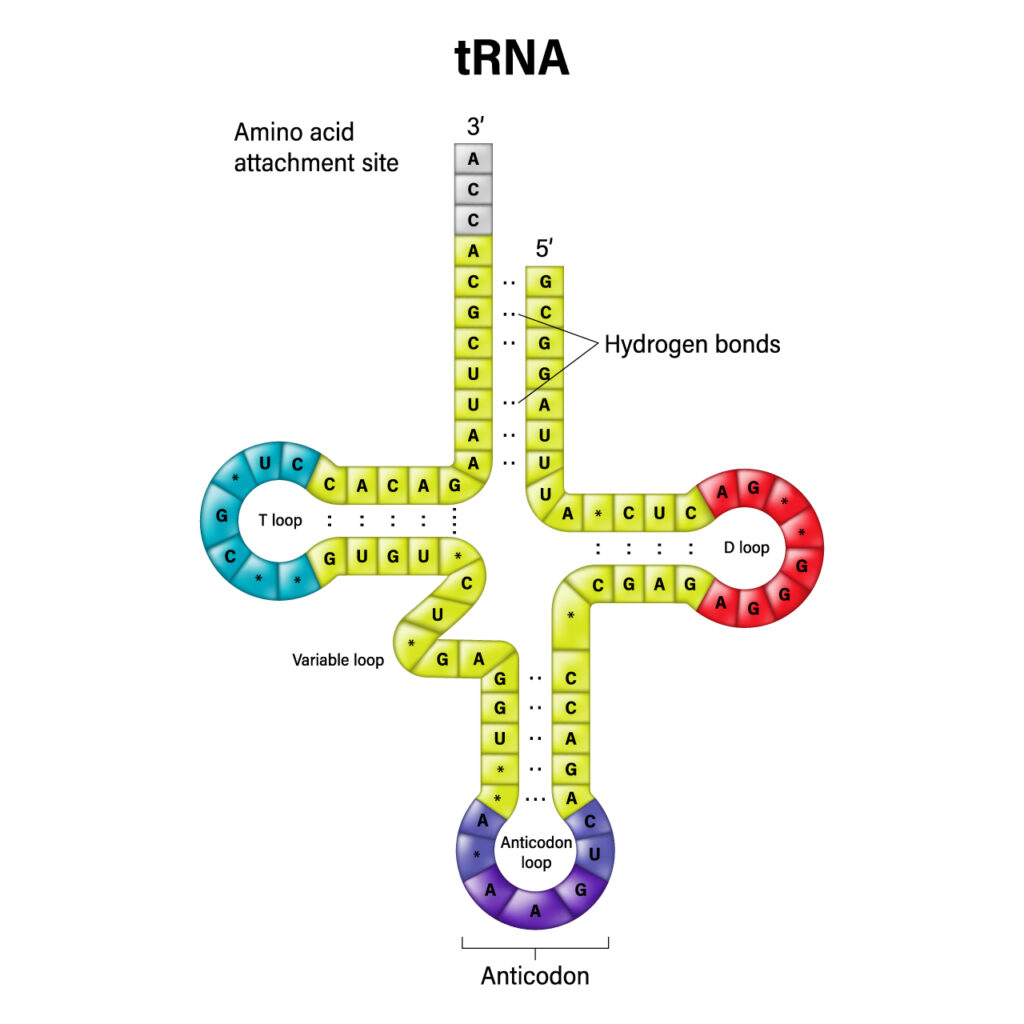 tRNA
Amino acid
attachment site
3′
A
C
C
A
C
G
C
U
U
A
A
5′
G
C
G
G
A
U
U
U
Hydrogen bonds
* U C C A C A G
G
C * * G U G U *
T loop
A * C U C A G *
*
G
G
G
A
D loop
C G A G
*
C
U
*
G A
Variable loop
G
G
U
*
*
C
C
A
G
A
A
*
A
A
G
U
C
Anticodon
loop
Anticodon